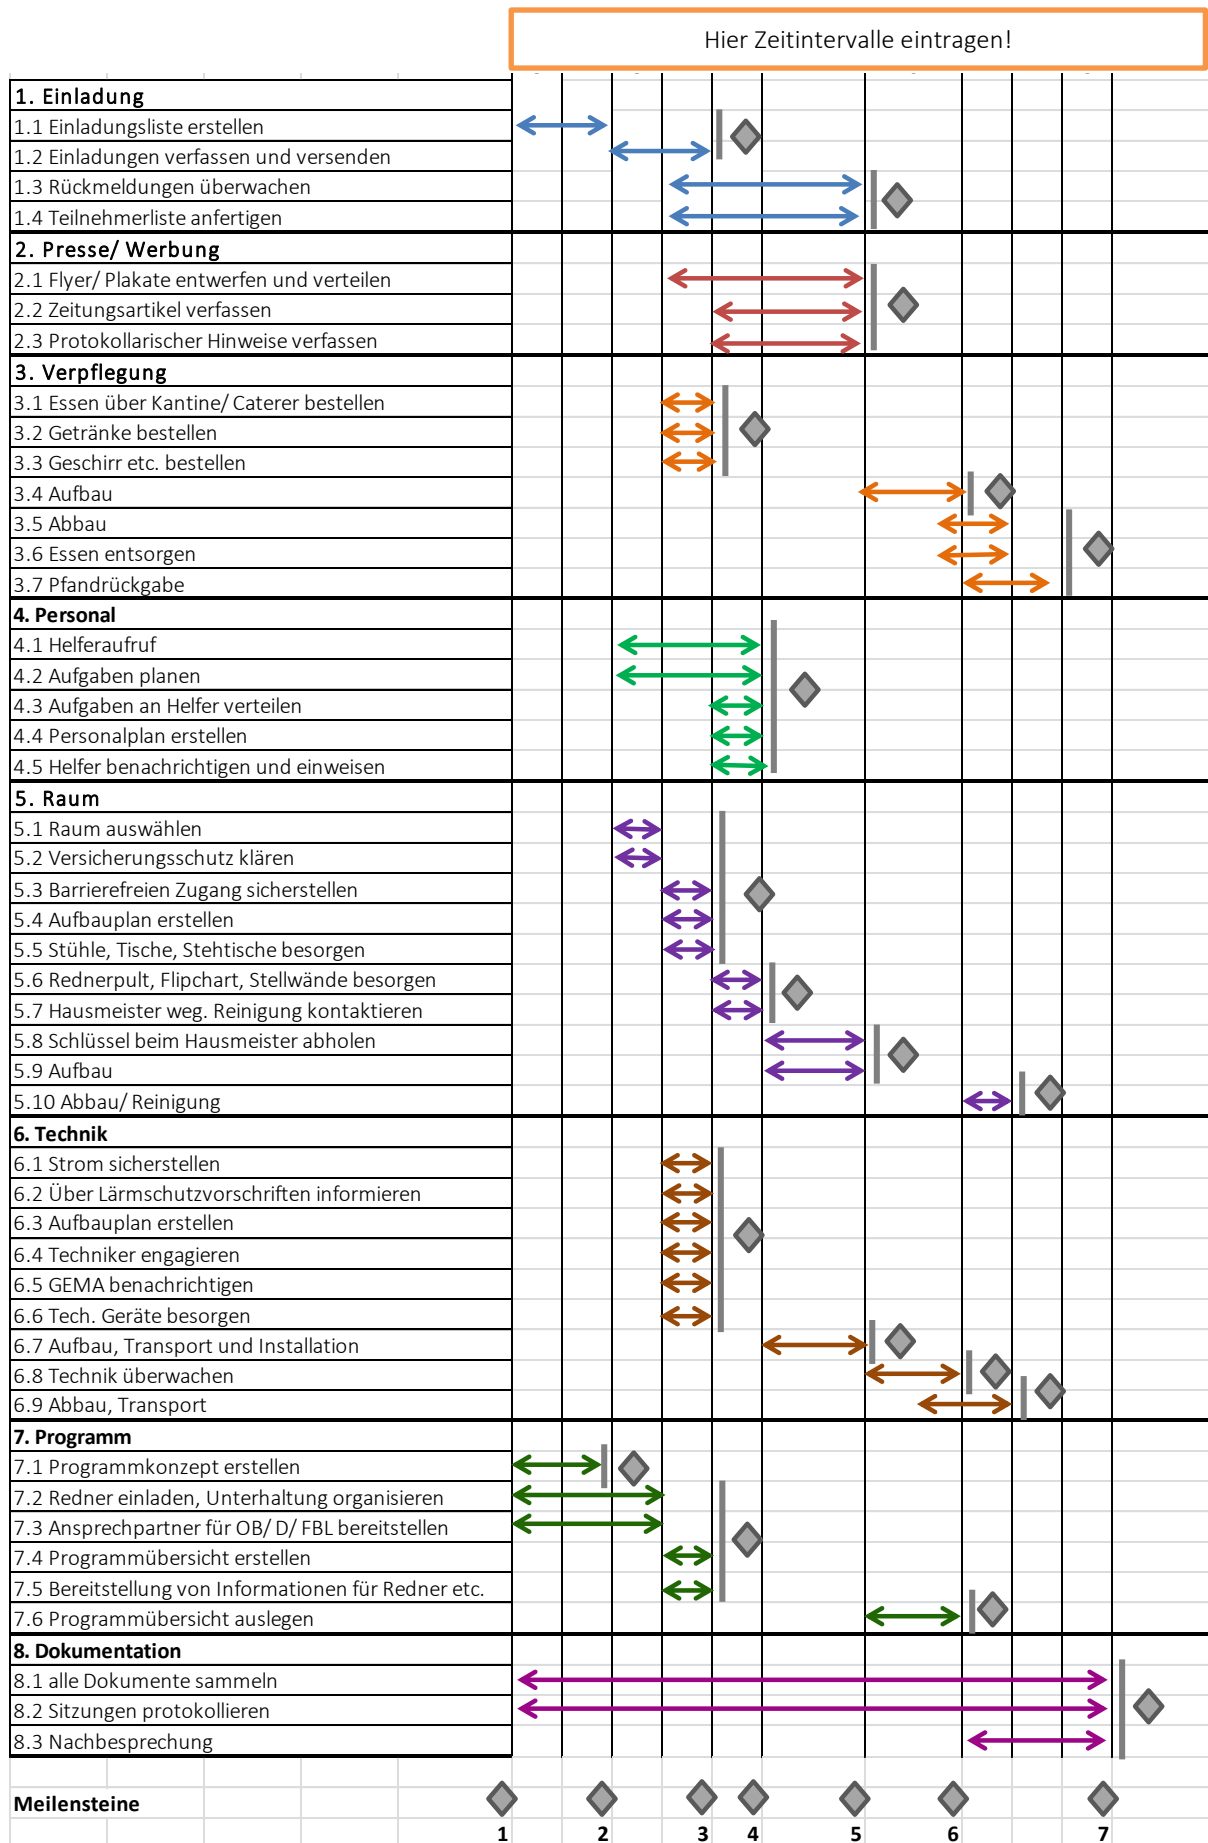 Hier Zeitintervalle eintragen!
1. Einladung
1.1 Einladungsliste erstellen
1.2 Einladungen verfassen und versenden
1.3 Rückmeldungen überwachen
1.4 Teilnehmerliste anfertigen
2. Presse/ Werbung
2.1 Flyer/ Plakate entwerfen und verteilen
2.2 Zeitungsartikel verfassen
2.3 Protokollarischer Hinweise verfassen
3. Verpflegung
3.1 Essen über Kantine/ Caterer bestellen
3.2 Getränke bestellen
3.3 Geschirr etc. bestellen
3.4 Aufbau
3.5 Abbau
3.6 Essen entsorgen
3.7 Pfandrückgabe
4. Personal
4.1 Helferaufruf
4.2 Aufgaben planen
4.3 Aufgaben an Helfer verteilen
4.4 Personalplan erstellen
4.5 Helfer benachrichtigen und einweisen
5. Raum
5.1 Raum auswählen
5.2 Versicherungsschutz klären
5.3 Barrierefreien Zugang sicherstellen
5.4 Aufbauplan erstellen
5.5 Stühle, Tische, Stehtische besorgen
5.6 Rednerpult, Flipchart, Stellwände besorgen
5.7 Hausmeister weg. Reinigung kontaktieren
5.8 Schlüssel beim Hausmeister abholen
5.9 Aufbau
5.10 Abbau/ Reinigung
6. Technik
6.1 Strom sicherstellen
6.2 Über Lärmschutzvorschriften informieren
6.3 Aufbauplan erstellen
6.4 Techniker engagieren
6.5 GEMA benachrichtigen
6.6 Tech. Geräte besorgen
6.7 Aufbau, Transport und Installation
6.8 Technik überwachen
6.9 Abbau, Transport
7. Programm
7.1 Programmkonzept erstellen
7.2 Redner einladen, Unterhaltung organisieren
7.3 Ansprechpartner für OB/ D/ FBL bereitstellen
7.4 Programmübersicht erstellen
7.5 Bereitstellung von Informationen für Redner etc.
7.6 Programmübersicht auslegen
8. Dokumentation
8.1 alle Dokumente sammeln
8.2 Sitzungen protokollieren
8.3 Nachbesprechung
Meilensteine
1 2 3 4 5 6 7